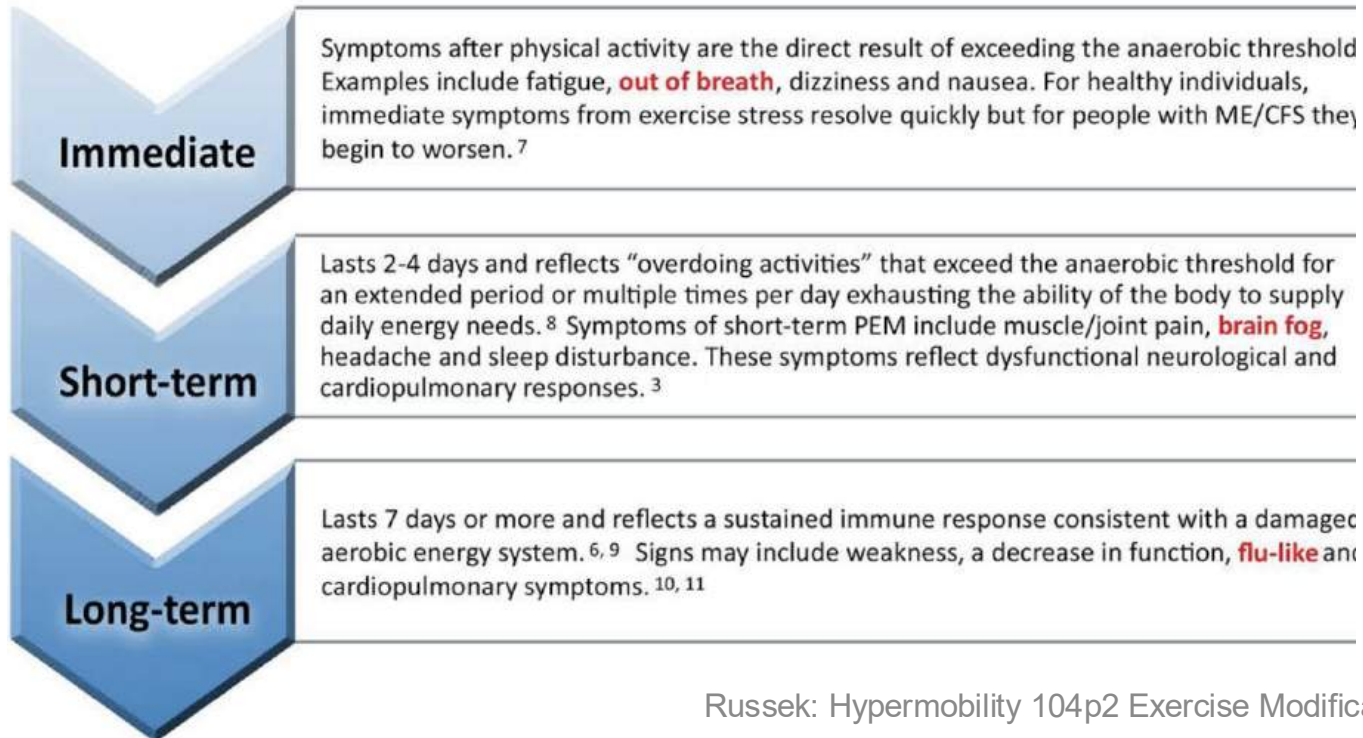 Immediate
Symptoms after physical activity are the direct result of exceeding the anaerobic threshold
Examples include fatigue, out of breath, dizziness and nausea. For healthy individuals,
immediate symptoms from exercise stress resolve quickly but for people with ME/CFS they
begin to worsen. 7
Short-term
Lasts 2-4 days and reflects “overdoing activities” that exceed the anaerobic threshold for
an extended period or multiple times per day exhausting the ability of the body to supply
daily energy needs. 8 Symptoms of short-term PEM include muscle/joint pain, brain fog,
headache and sleep disturbance. These symptoms reflect dysfunctional neurological and
cardiopulmonary responses. 3
Long-term
Lasts 7 days or more and reflects a sustained immune response consistent with a damaged
aerobic energy system. 6, 9 Signs may include weakness, a decrease in function, flu-like and
cardiopulmonary symptoms. 10, 11
Russek: Hypermobility 104p2 Exercise Modifica